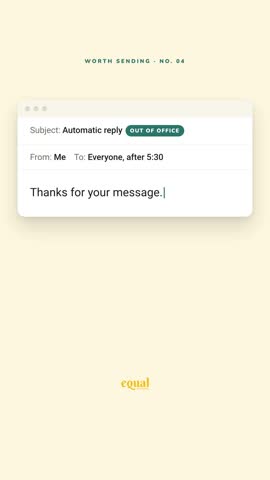 WORTH SENDING · NO. 04
Subject: Automatic reply OUT OF OFFICE
From: Me To: Everyone, after 5:30
Thanks for your message.
equal